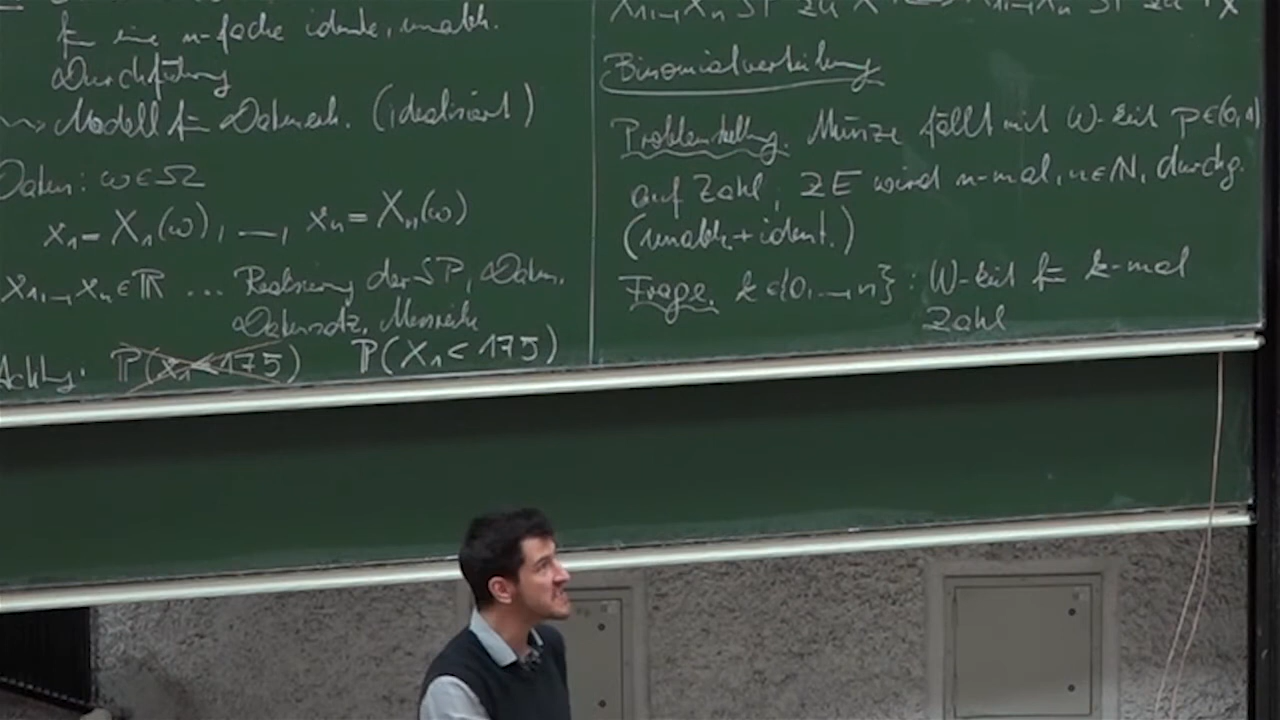 für eine n-fache idente, unabh.
Durchführung
⇝ Modell für Datenerh. (idealisiert)
Daten: ω ∈ Ω
x₁ = X₁(ω), —, xₙ = Xₙ(ω)
x₁, —, xₙ ∈ ℝ ... Realisierung der SP, Daten,
Datensatz, Messreihe
Achtung: P(x₁ < 175) P(X₁ < 175)
Binomialverteilung
Problemstellung. Münze fällt mit W-keit p ∈ (0,1)
auf Zahl; ZE wird n-mal, n ∈ ℕ, durchg.
(unabh. + ident.)
Frage. k ∈ {0, —, n} : W-keit für k-mal
Zahl